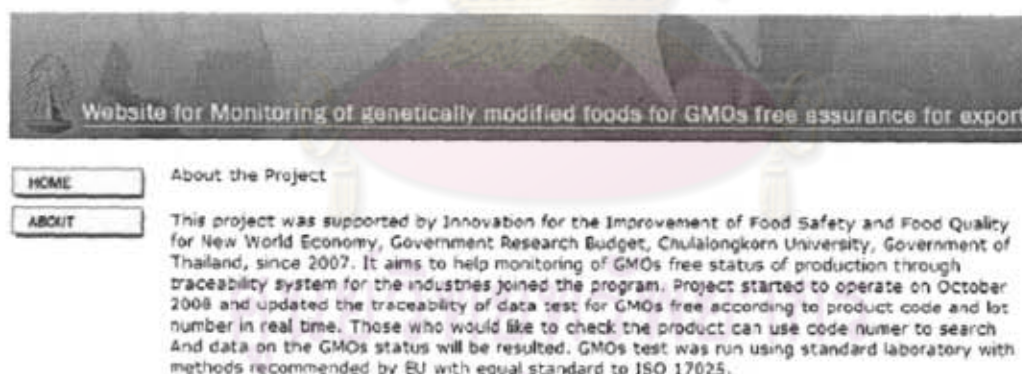 Website for Monitoring of genetically modified foods for GMOs free assurance for export
HOME
About the Project
ABOUT
This project was supported by Innovation for the Improvement of Food Safety and Food Quality
for New World Economy, Government Research Budget, Chulalongkorn University, Government of
Thailand, since 2007. It aims to help monitoring of GMOs free status of production through
traceability system for the industries joined the program. Project started to operate on October
2008 and updated the traceability of data test for GMOs free according to product code and lot
number in real time. Those who would like to check the product can use code numer to search
And data on the GMOs status will be resulted. GMOs test was run using standard laboratory with
methods recommended by EU with equal standard to ISO 17025.